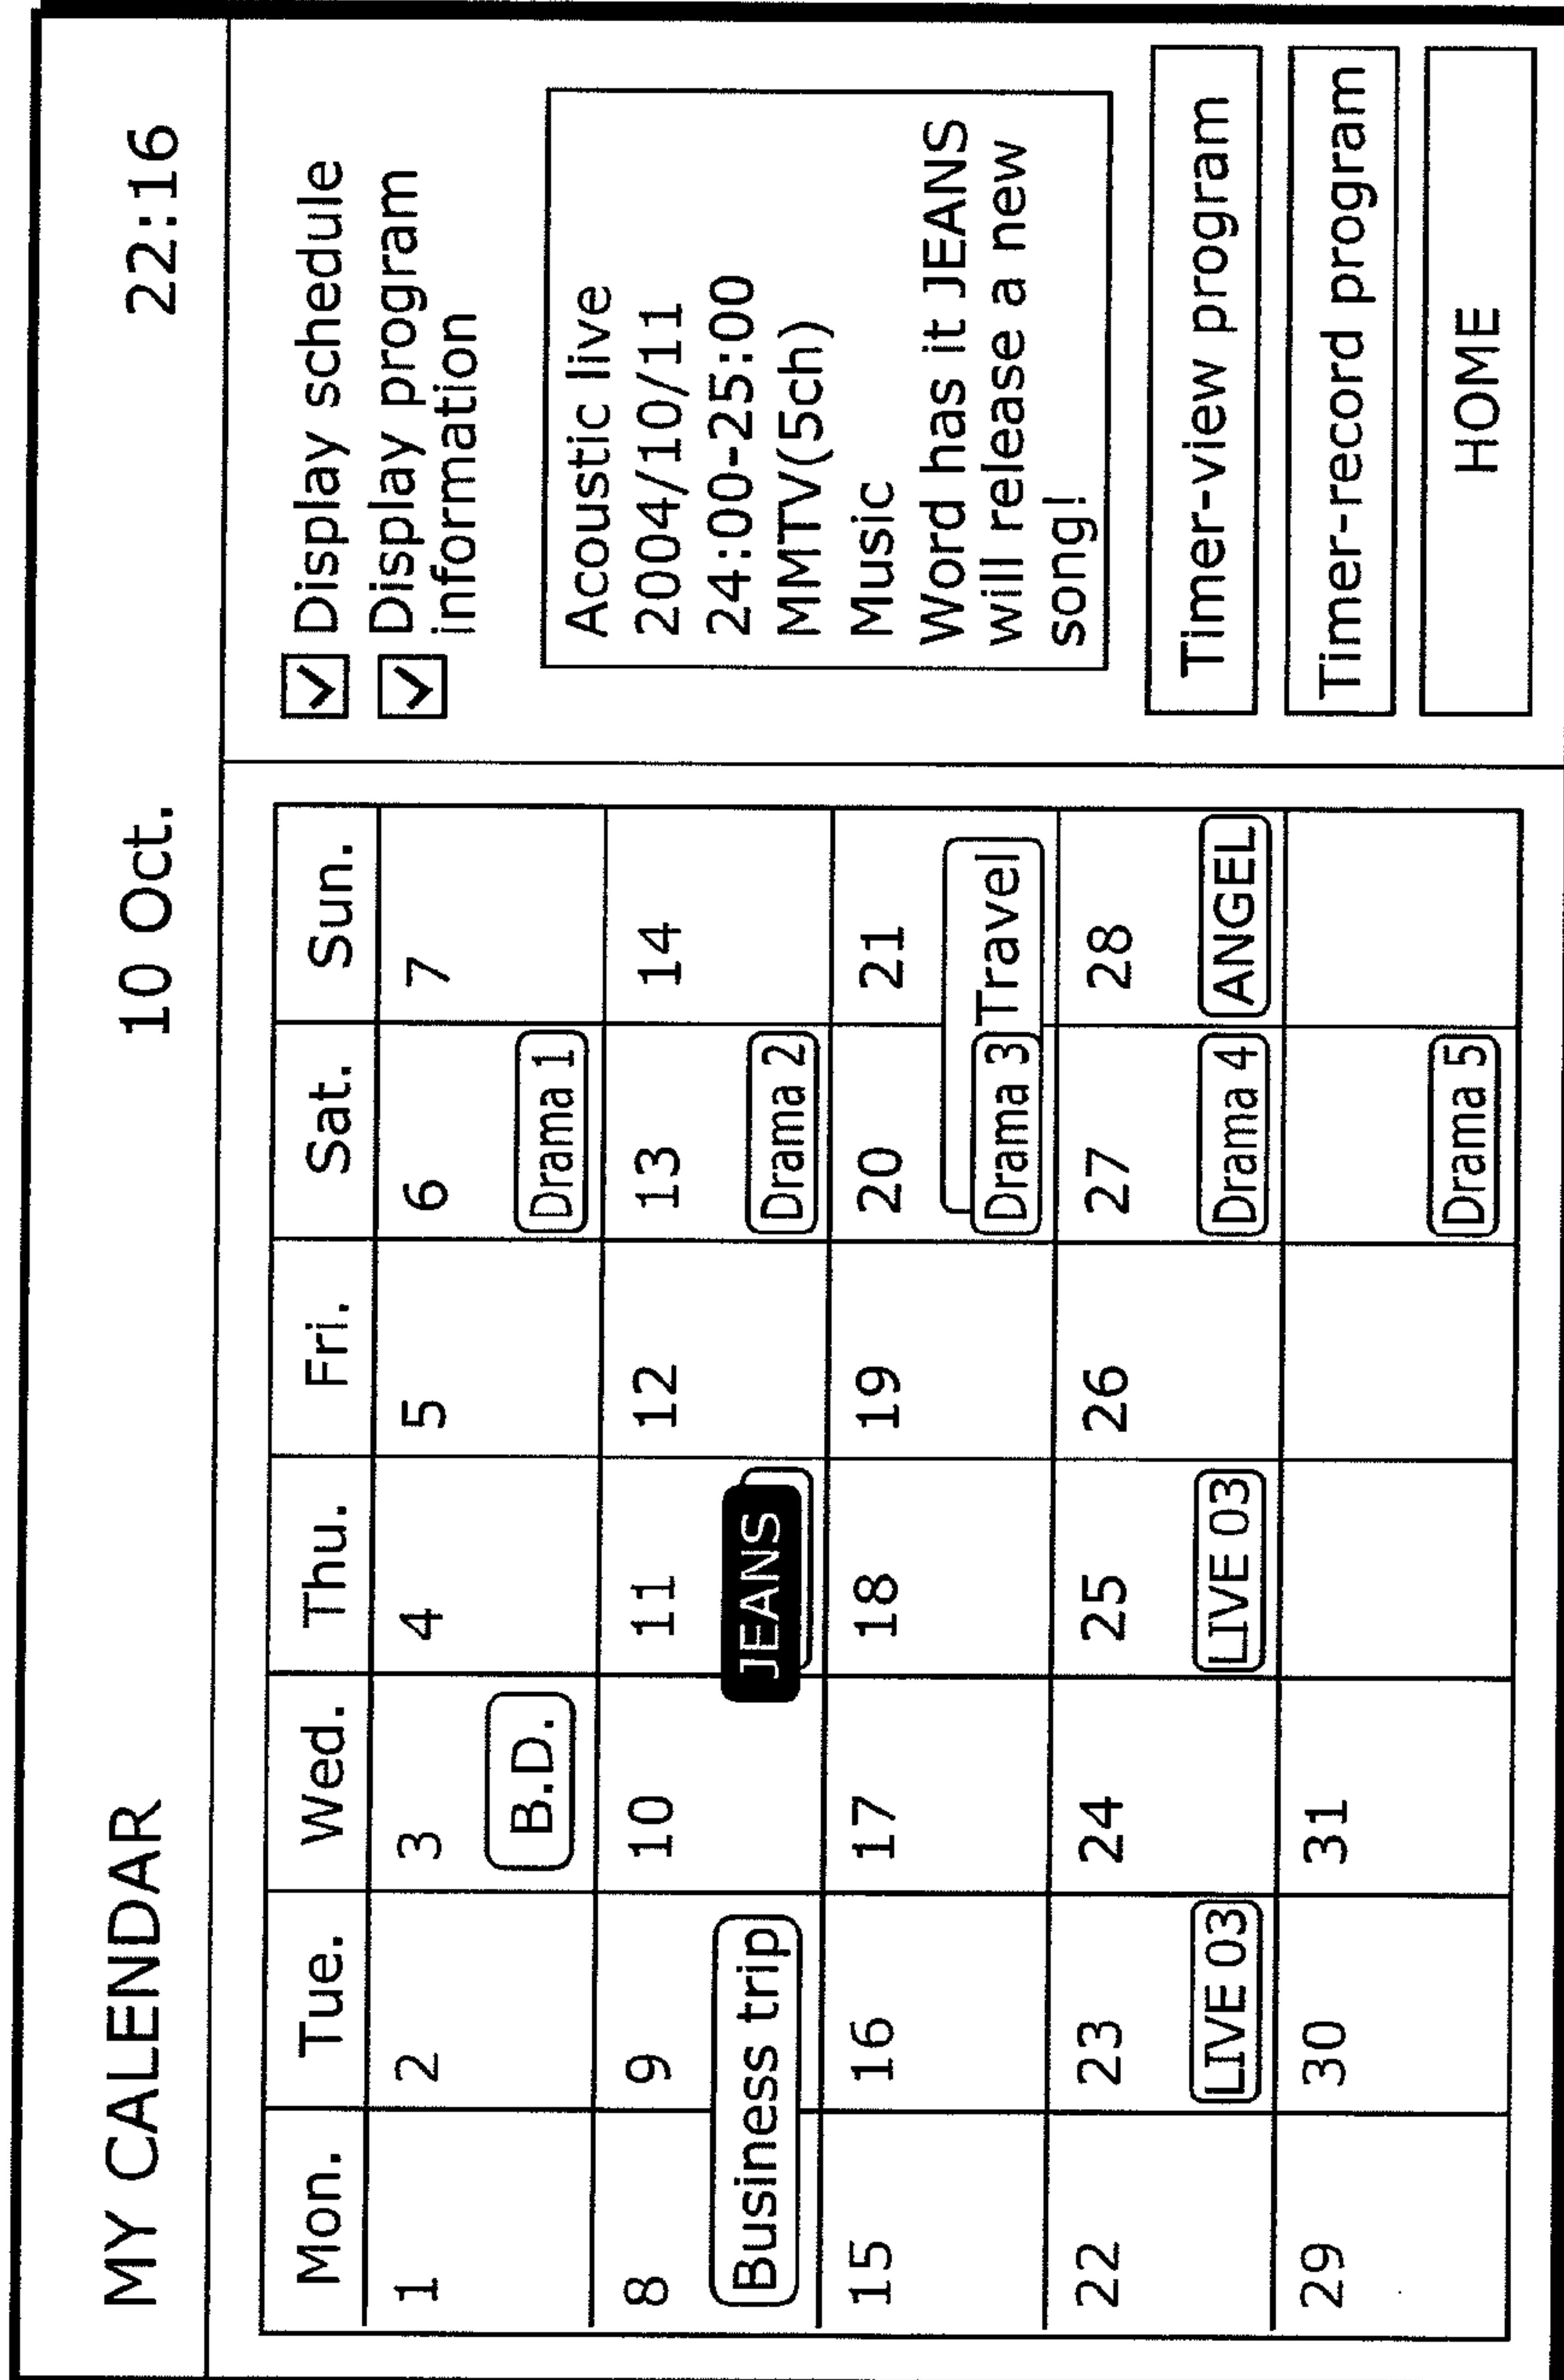 MY CALENDAR 10 Oct. 22:16
Mon. Tue. Wed. Thu. Fri. Sat. Sun.
1 2 3 4 5 6 7
B.D. Drama 1
8 9 10 11 12 13 14
Business trip JEANS Drama 2
15 16 17 18 19 20 21
Travel
Drama 3
22 23 24 25 26 27 28
LIVE 03 LIVE 03 Drama 4 ANGEL
29 30 31
Drama 5
Display schedule
Display program
information
Acoustic live
2004/10/11
24:00-25:00
MMTV(5ch)
Music
Word has it JEANS
will release a new
song!
Timer-view program
Timer-record program
HOME